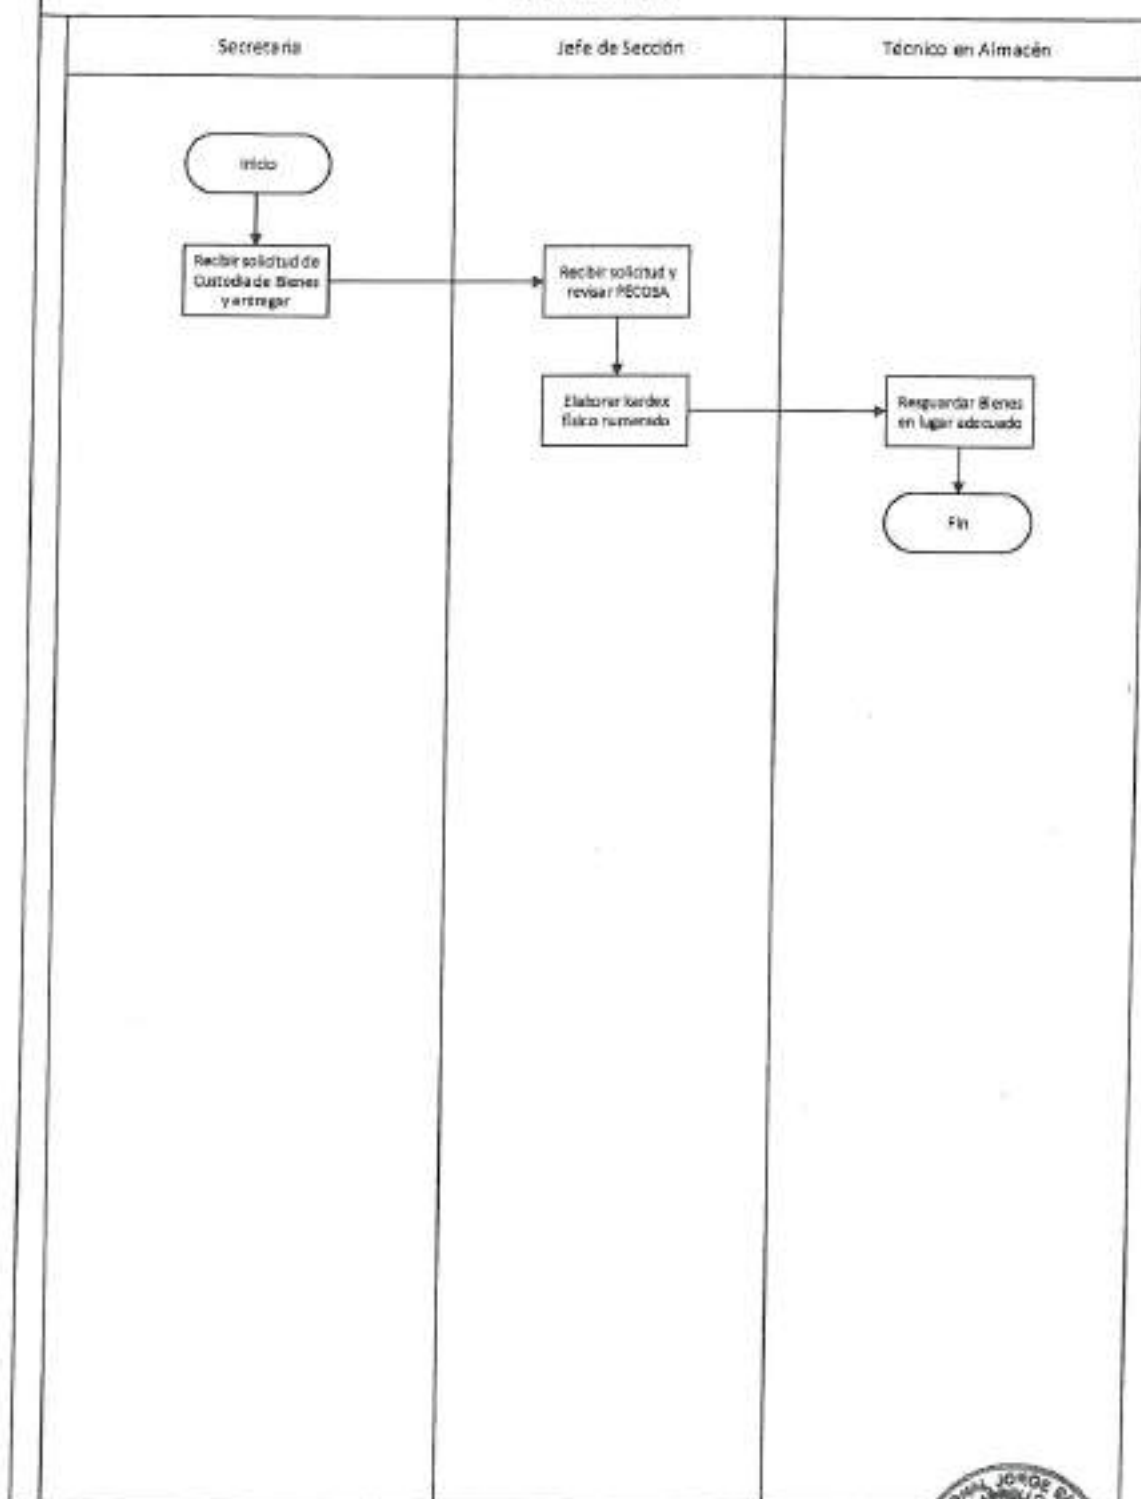 Secretaria
Jefe de Sección
Técnico en Almacén
Inicio
Recibir solicitud de
Custodia de Bienes
y entregar
Recibir solicitud y
revisar PECOSA
Elaborar kardex
físico numerado
Resguardar Bienes
en lugar adecuado
Fin
JORGE